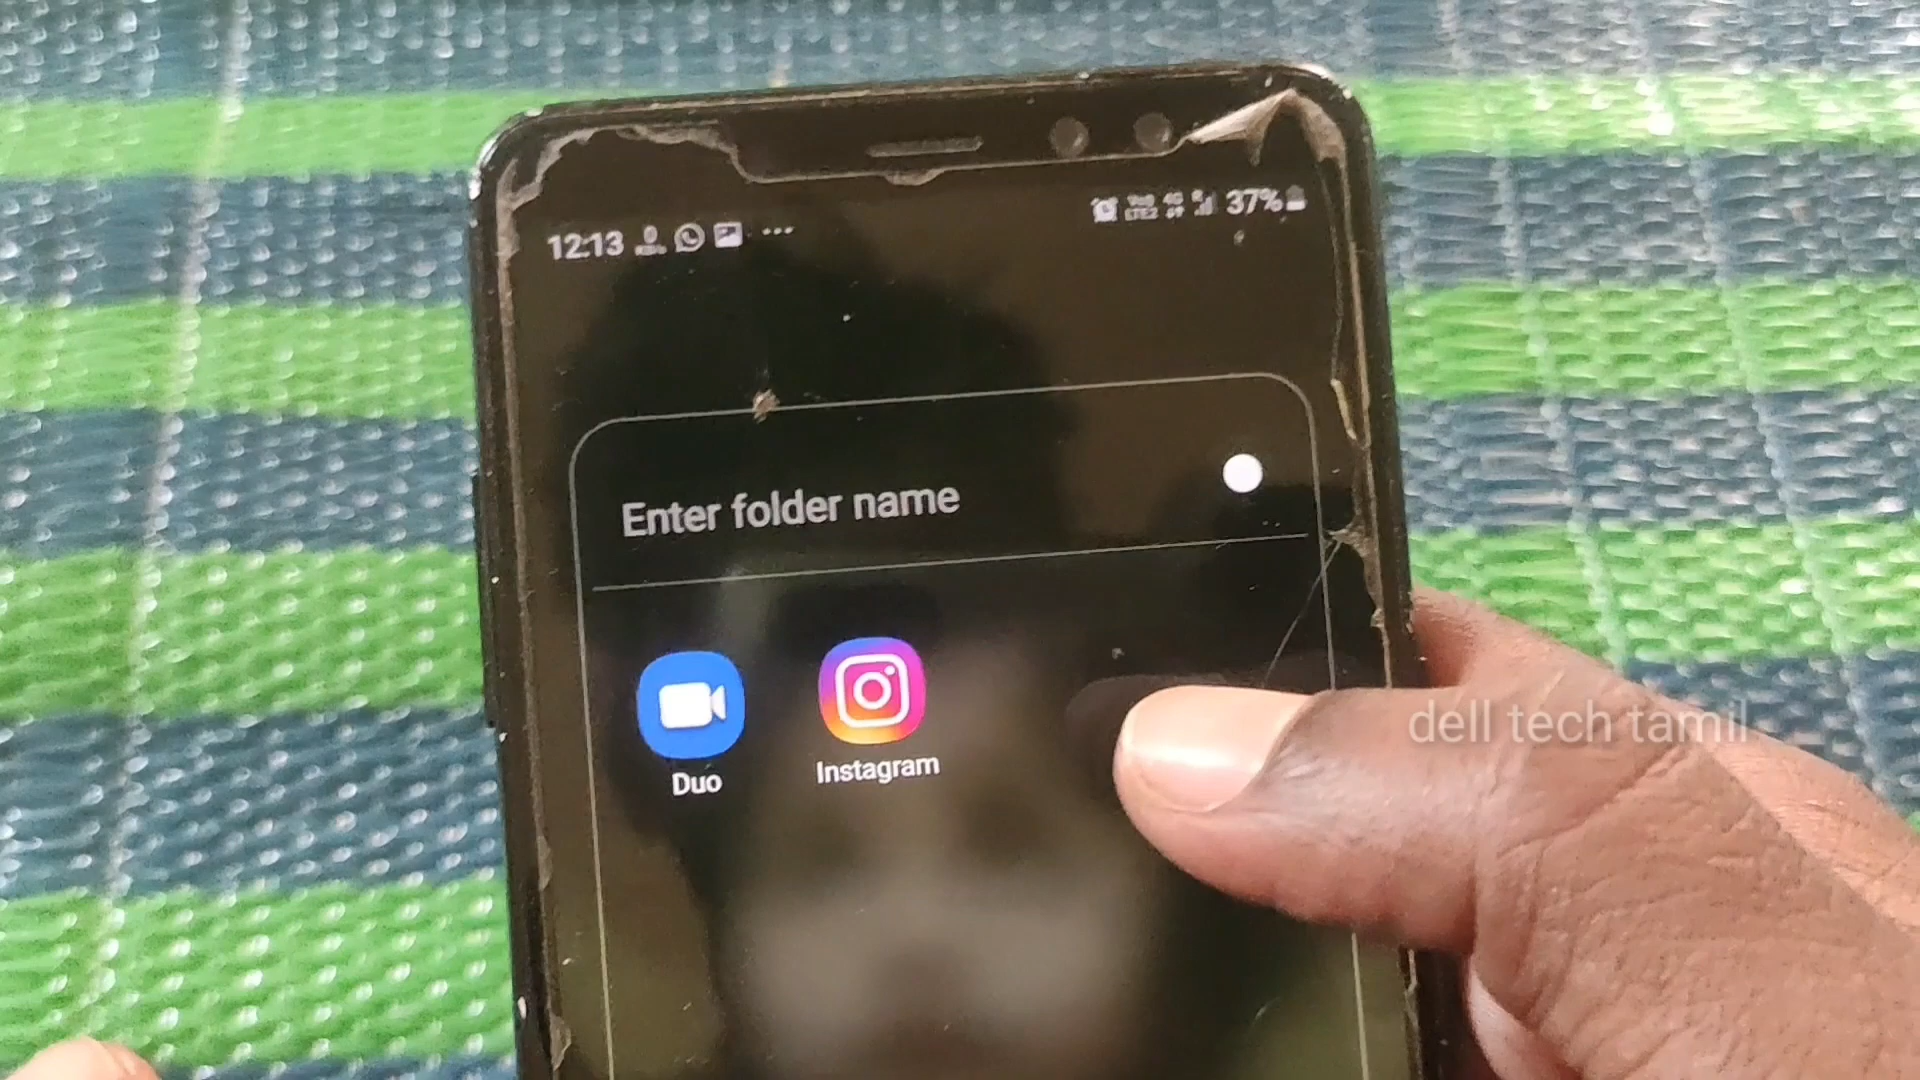 12:13
37%
Enter folder name
Duo
Instagram
dell tech tamil